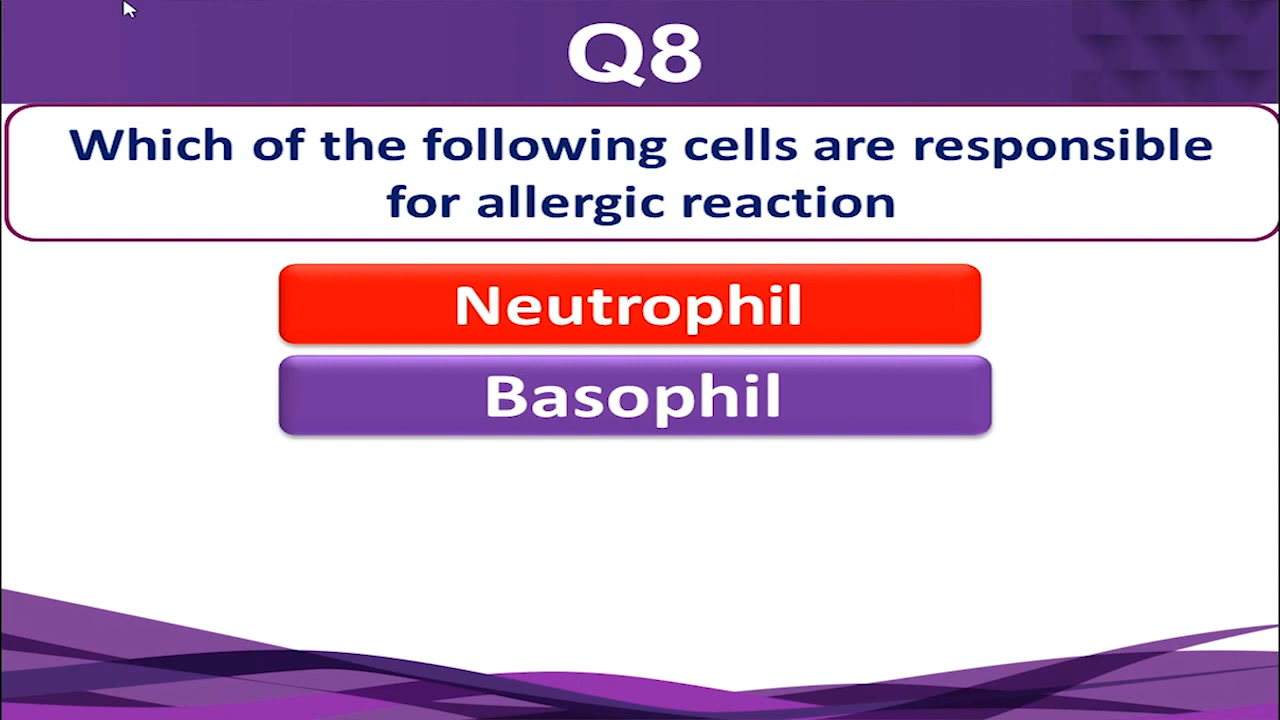 Q8
Which of the following cells are responsible
for allergic reaction
Neutrophil
Basophil